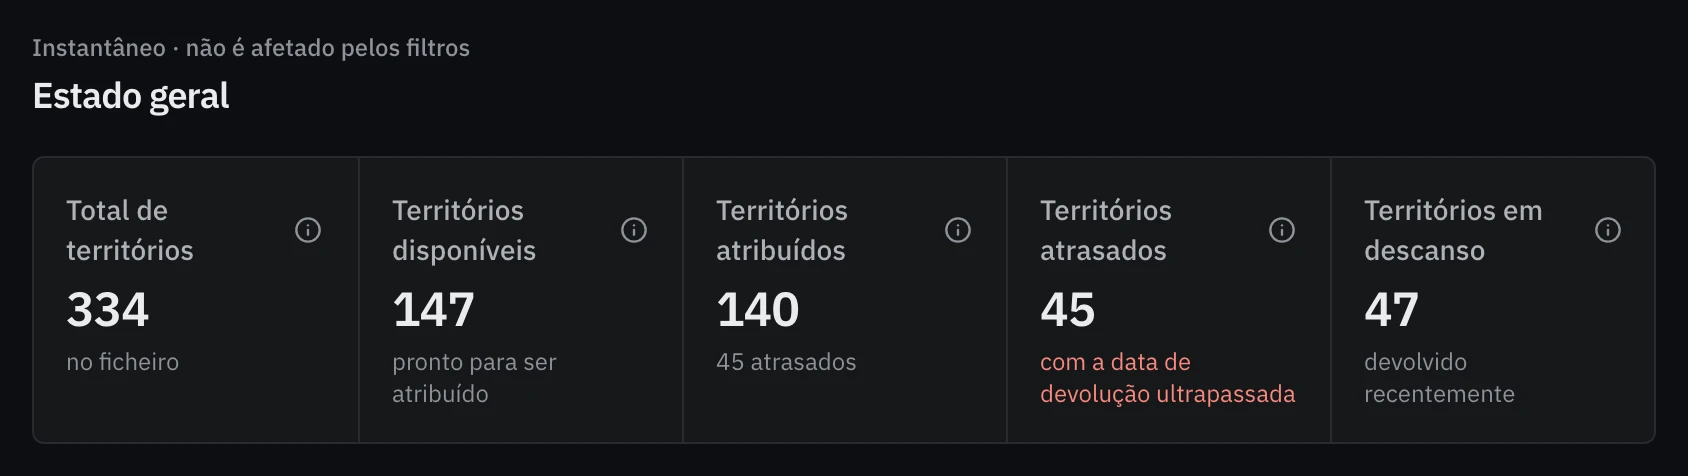 Instantâneo · não é afetado pelos filtros
Estado geral
Total de
territórios
334
no ficheiro
Territórios
disponíveis
147
pronto para ser
atribuído
Territórios
atribuídos
140
45 atrasados
Territórios
atrasados
45
com a data de
devolução ultrapassada
Territórios em
descanso
47
devolvido
recentemente